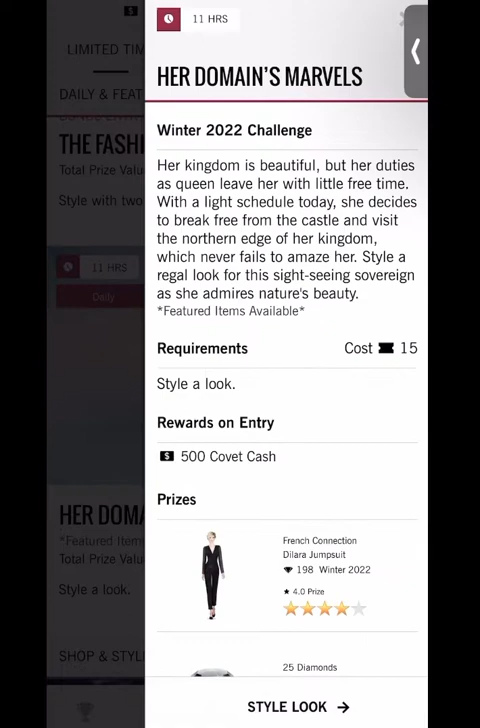 11 HRS
HER DOMAIN'S MARVELS
Winter 2022 Challenge
Her kingdom is beautiful, but her duties
as queen leave her with little free time.
With a light schedule today, she decides
to break free from the castle and visit
the northern edge of her kingdom,
which never fails to amaze her. Style a
regal look for this sight-seeing sovereign
as she admires nature's beauty.
*Featured Items Available*
Requirements
Cost 15
Style a look.
Rewards on Entry
$ 500 Covet Cash
Prizes
French Connection
Dilara Jumpsuit
198 Winter 2022
★ 4.0 Prize
25 Diamonds
STYLE LOOK →
$
LIMITED TIM
DAILY & FEAT
THE FASHI
Total Prize Valu
Style with two
11 HRS
Daily
HER DOMA
*Featured Item
Total Prize Valu
Style a look.
SHOP & STYL